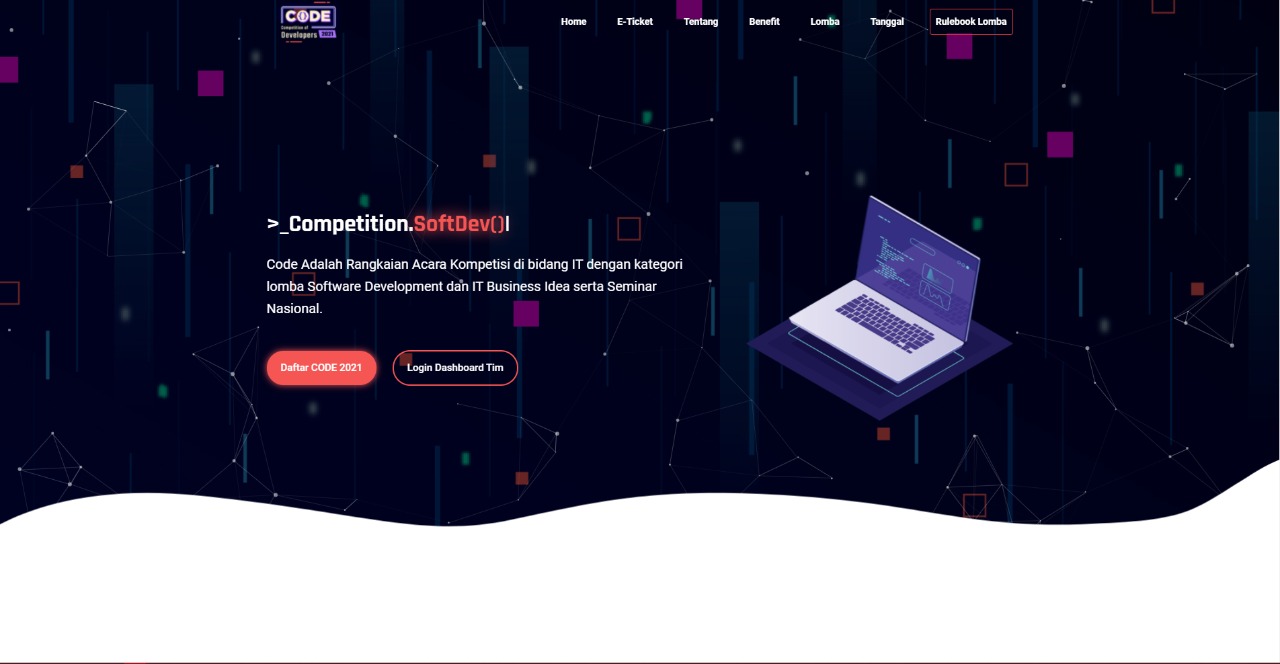 CODE
Competition of
Developers 2021
Home
E-Ticket
Tentang
Benefit
Lomba
Tanggal
Rulebook Lomba
>_Competition.SoftDev()|
Code Adalah Rangkaian Acara Kompetisi di bidang IT dengan kategori
lomba Software Development dan IT Business Idea serta Seminar
Nasional.
Daftar CODE 2021
Login Dashboard Tim